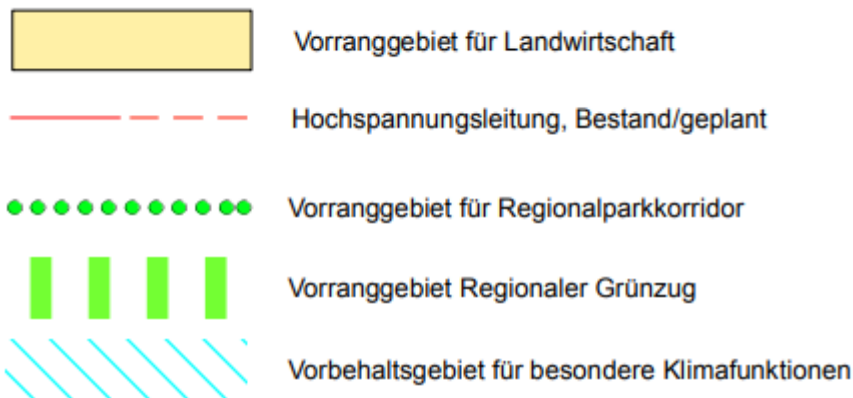 Vorranggebiet für Landwirtschaft
Hochspannungsleitung, Bestand/geplant
Vorranggebiet für Regionalparkkorridor
Vorranggebiet Regionaler Grünzug
Vorbehaltsgebiet für besondere Klimafunktionen